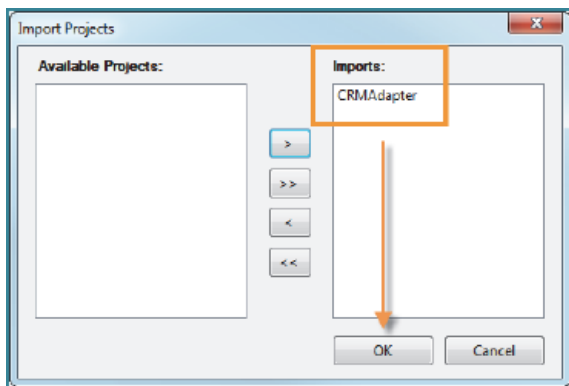 Import Projects
Available Projects:
Imports:
CRMAdapter
>
>>
<
<<
OK
Cancel